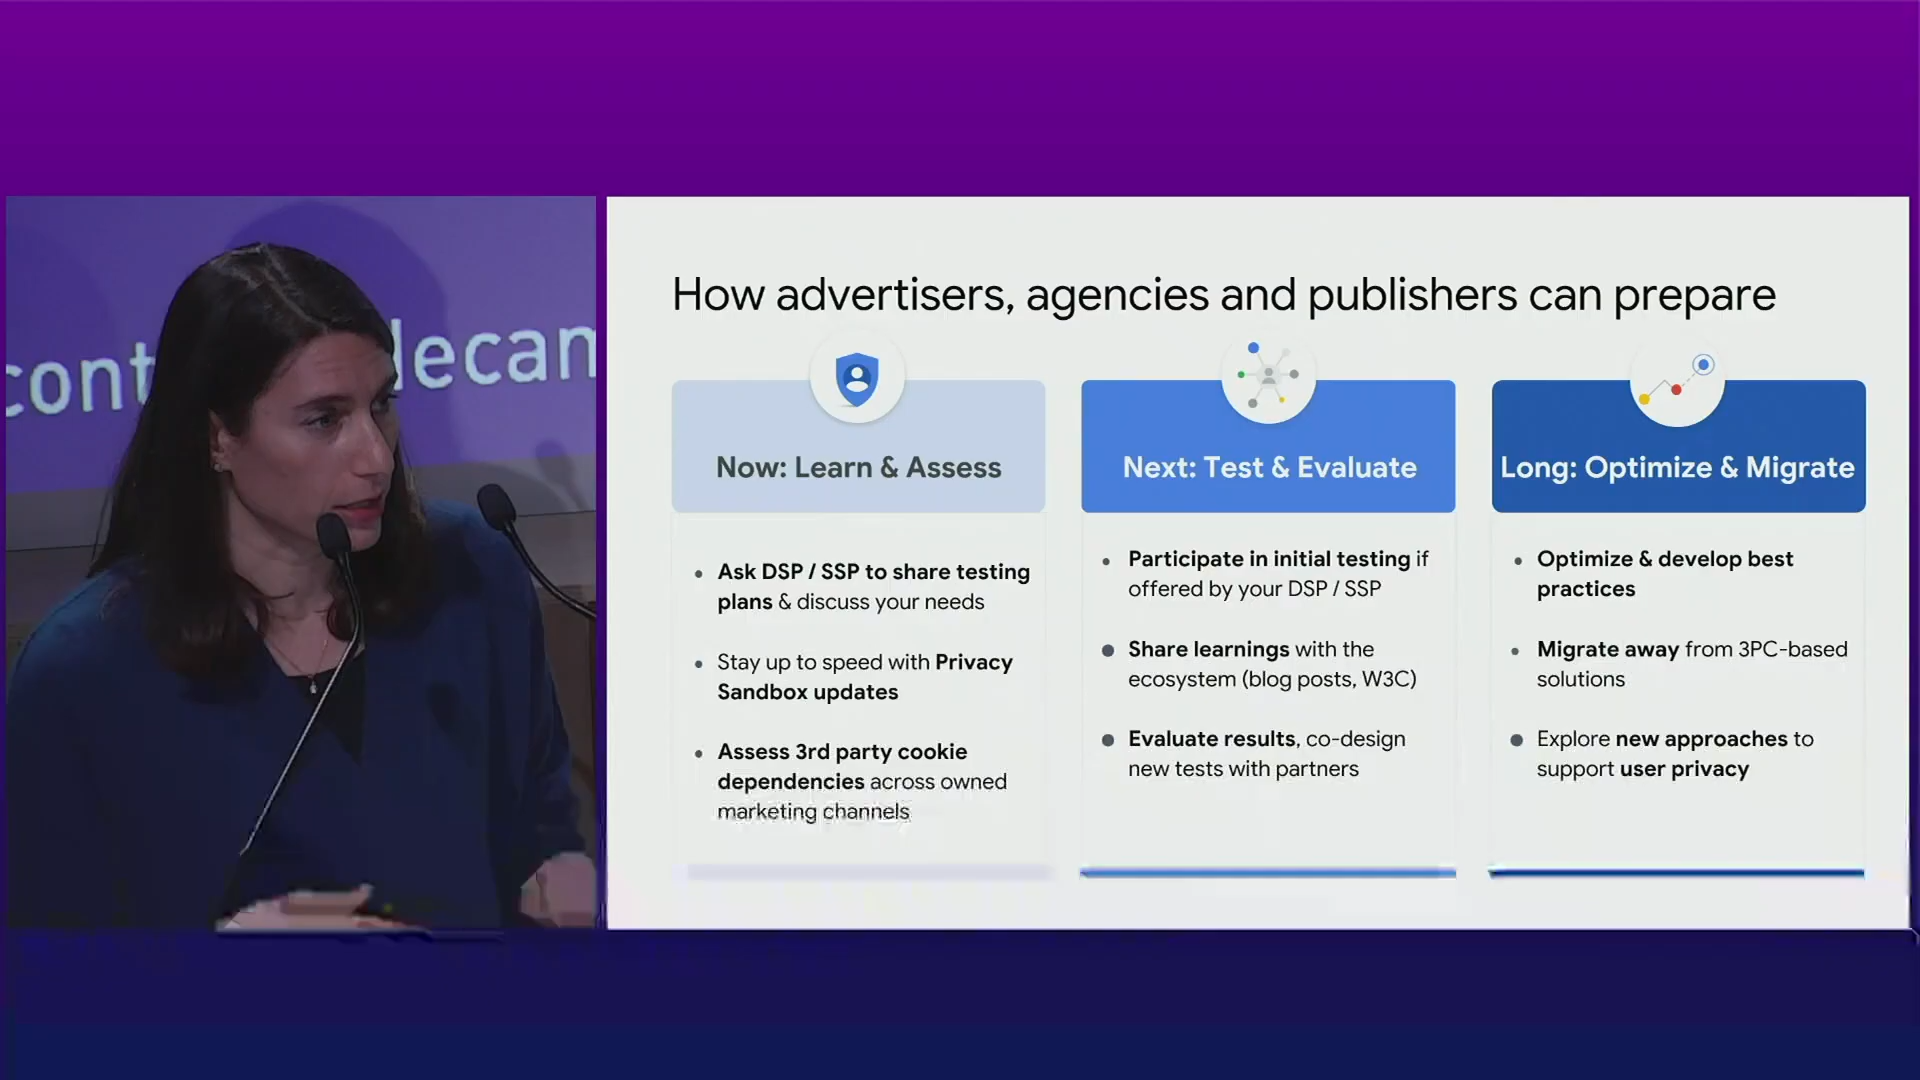 cont
lecan
How advertisers, agencies and publishers can prepare
Now: Learn & Assess
• Ask DSP / SSP to share testing
plans & discuss your needs
• Stay up to speed with Privacy
Sandbox updates
• Assess 3rd party cookie
dependencies across owned
marketing channels
Next: Test & Evaluate
• Participate in initial testing if
offered by your DSP / SSP
• Share learnings with the
ecosystem (blog posts, W3C)
• Evaluate results, co-design
new tests with partners
Long: Optimize & Migrate
• Optimize & develop best
practices
• Migrate away from 3PC-based
solutions
• Explore new approaches to
support user privacy